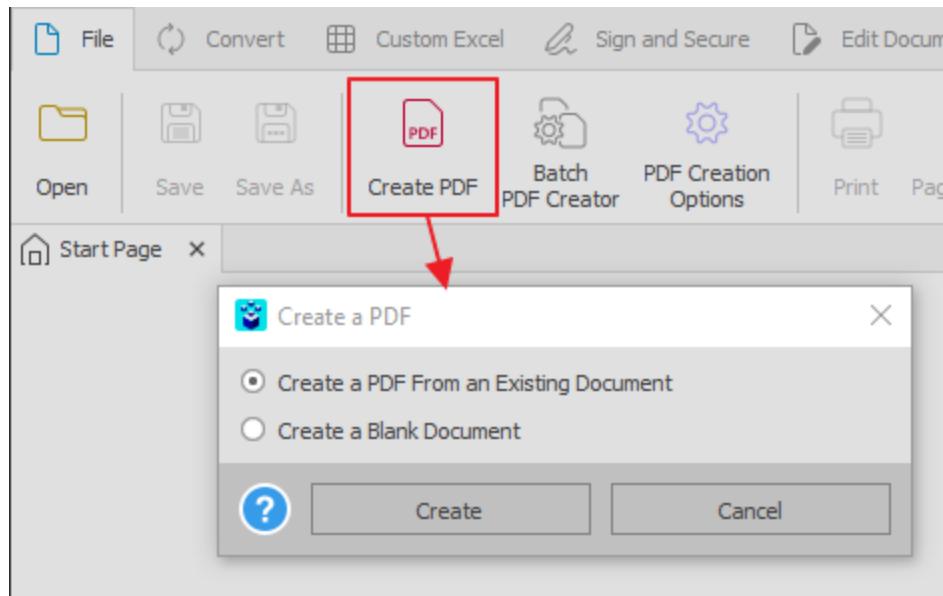 File
Convert
Custom Excel
Sign and Secure
Edit
Open
Save
Save As
PDF
Create PDF
Batch
PDF Creator
PDF Creation
Options
Print
Start Page
Create a PDF
Create a PDF From an Existing Document
Create a Blank Document
?
Create
Cancel